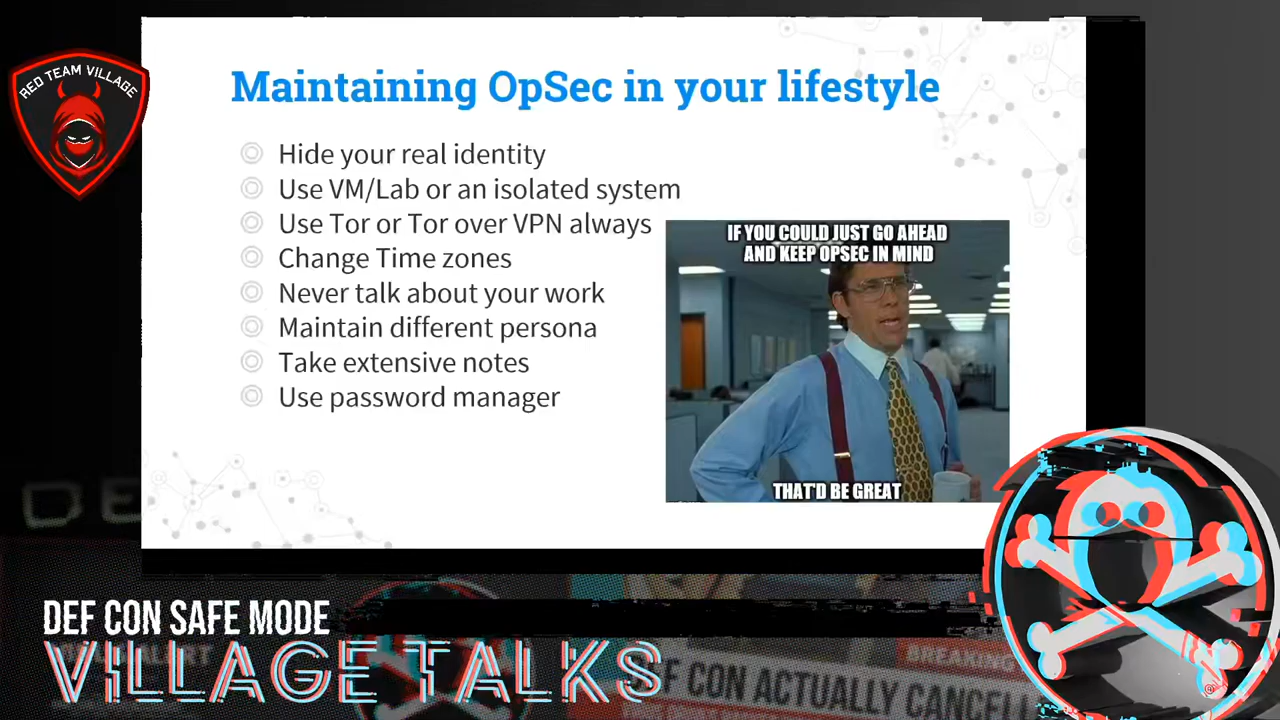 RED TEAM VILLAGE
Maintaining OpSec in your lifestyle
Hide your real identity
Use VM/Lab or an isolated system
Use Tor or Tor over VPN always
Change Time zones
Never talk about your work
Maintain different persona
Take extensive notes
Use password manager
IF YOU COULD JUST GO AHEAD
AND KEEP OPSEC IN MIND
THAT'D BE GREAT
DEF CON SAFE MODE
VILLAGE TALKS
BREAKING
DEF CON ACTUALLY CANCELL